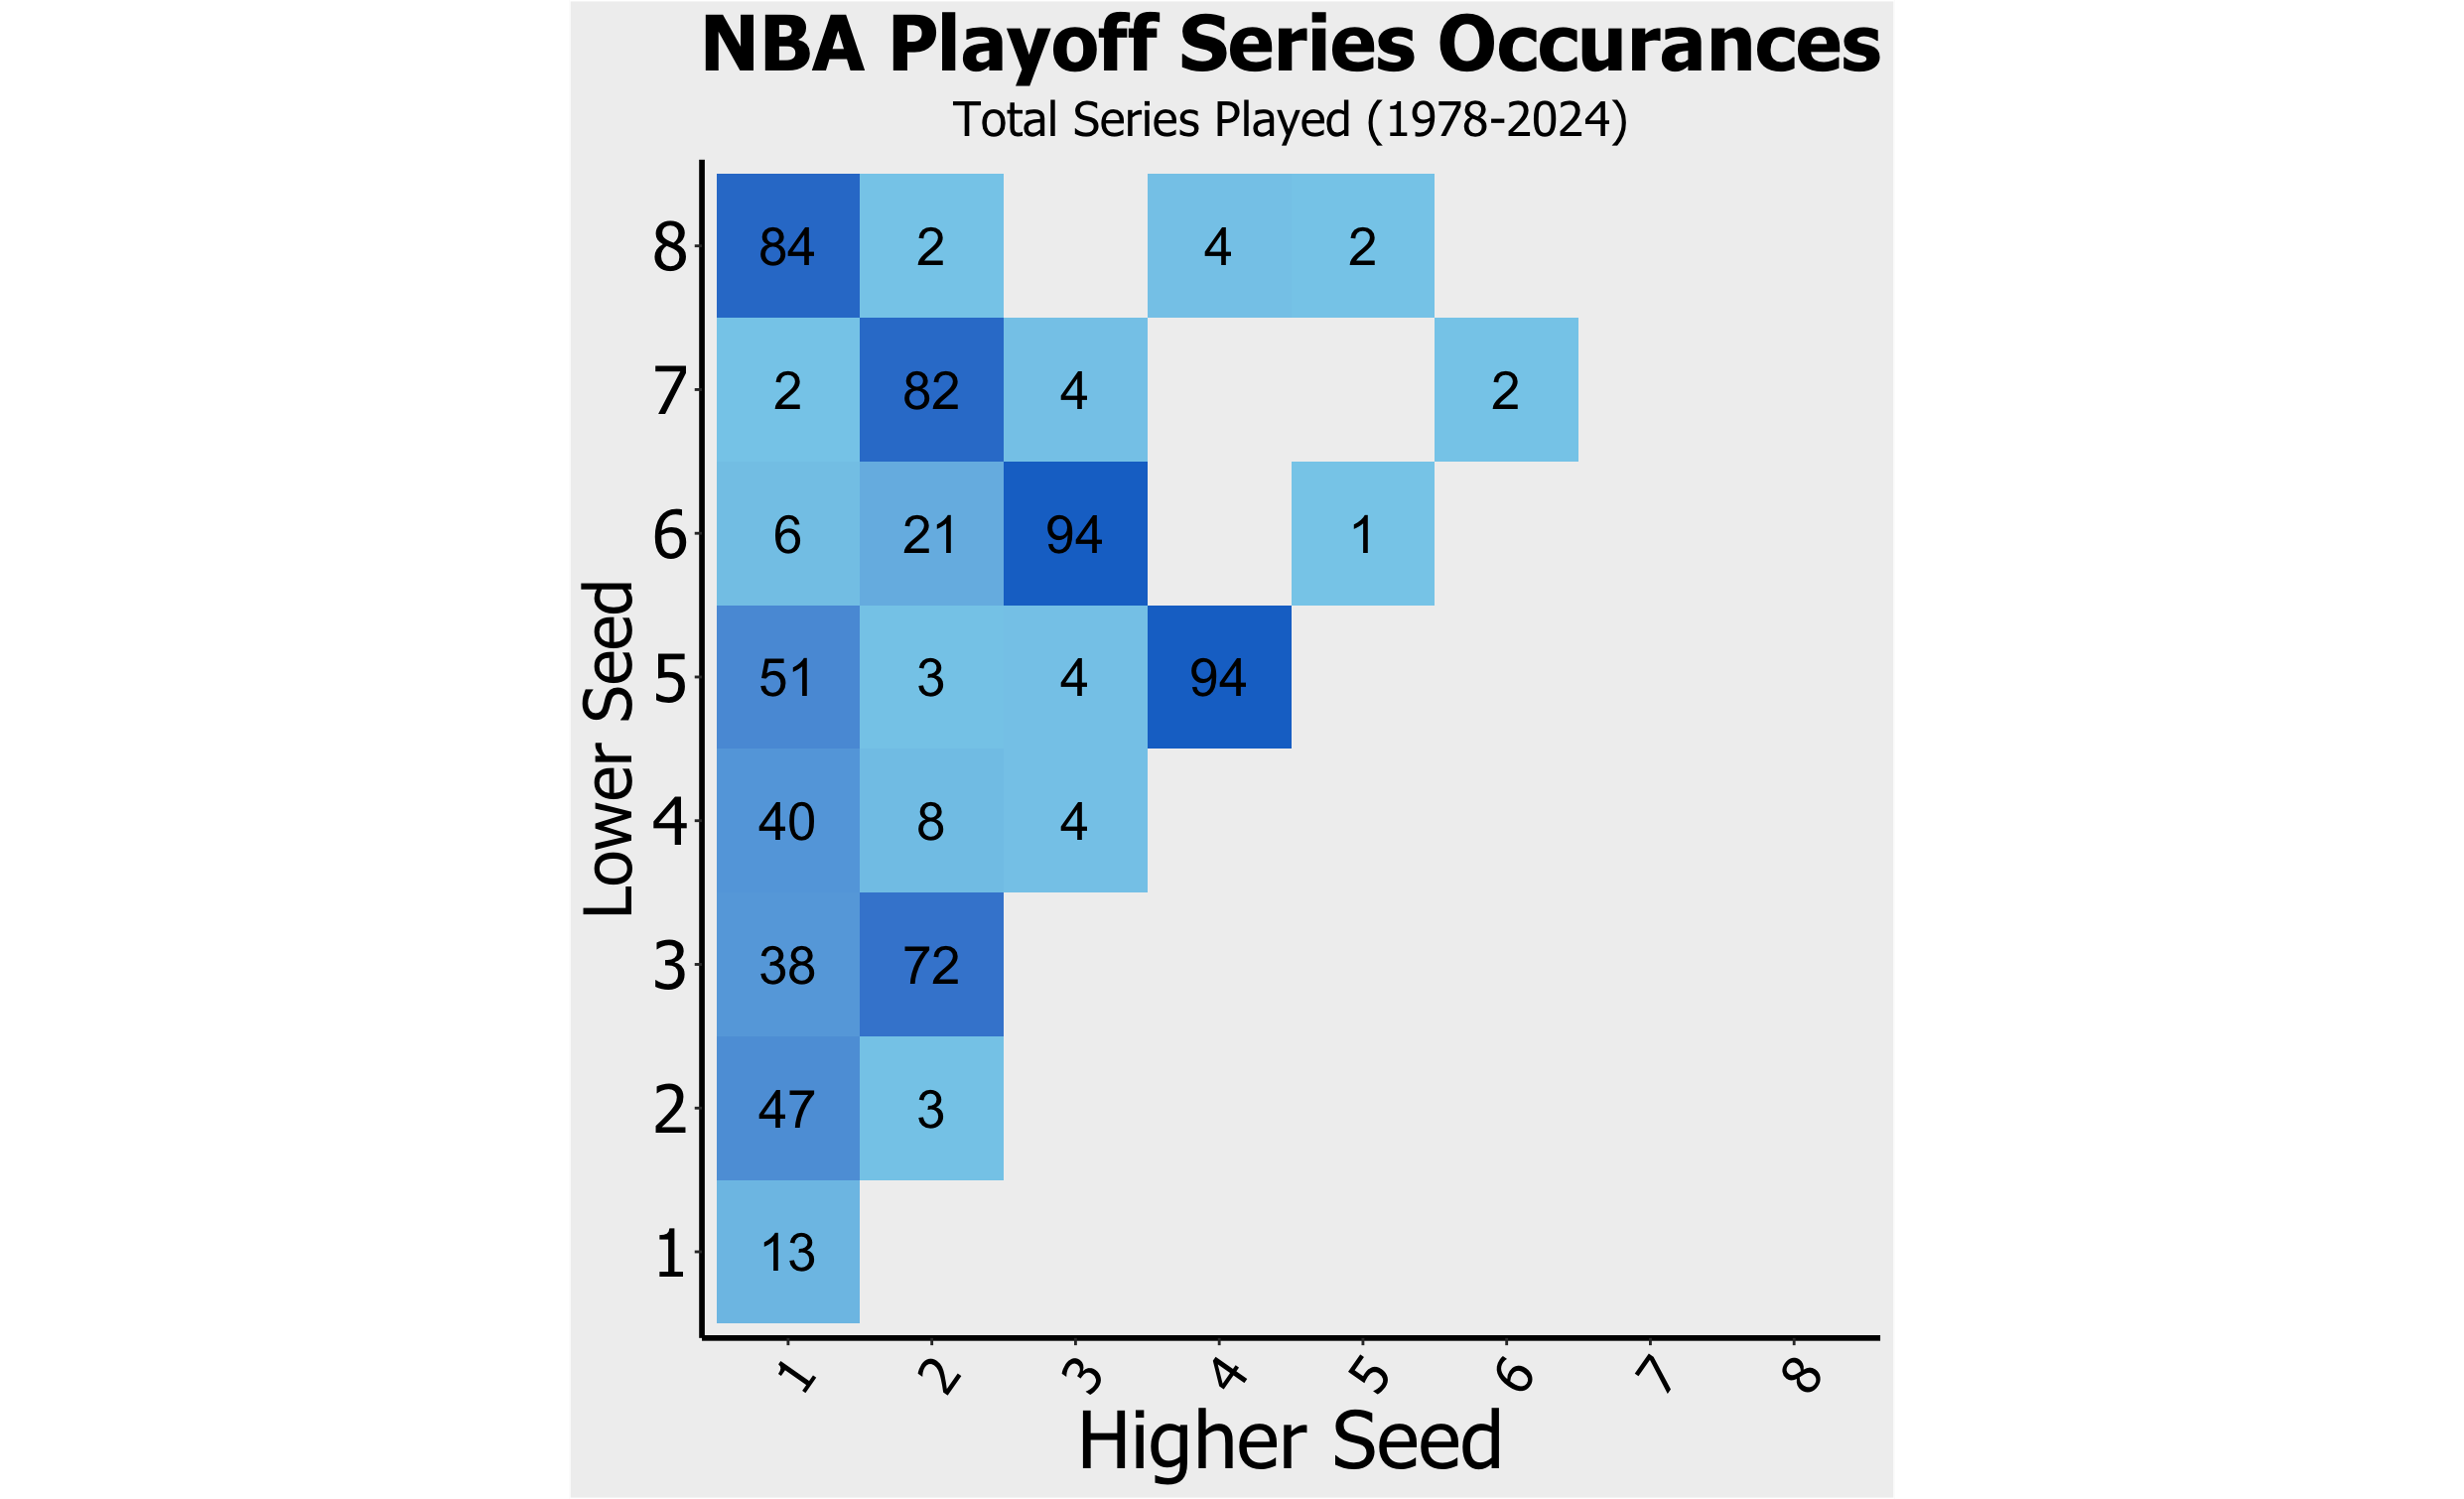 NBA Playoff Series Occurances
Total Series Played (1978-2024)
8 84 2 4 2
7 2 82 4 2
6 6 21 94 1
5 51 3 4 94
4 40 8 4
3 38 72
2 47 3
1 13
Lower Seed
1 2 3 4 5 6 7 8
Higher Seed